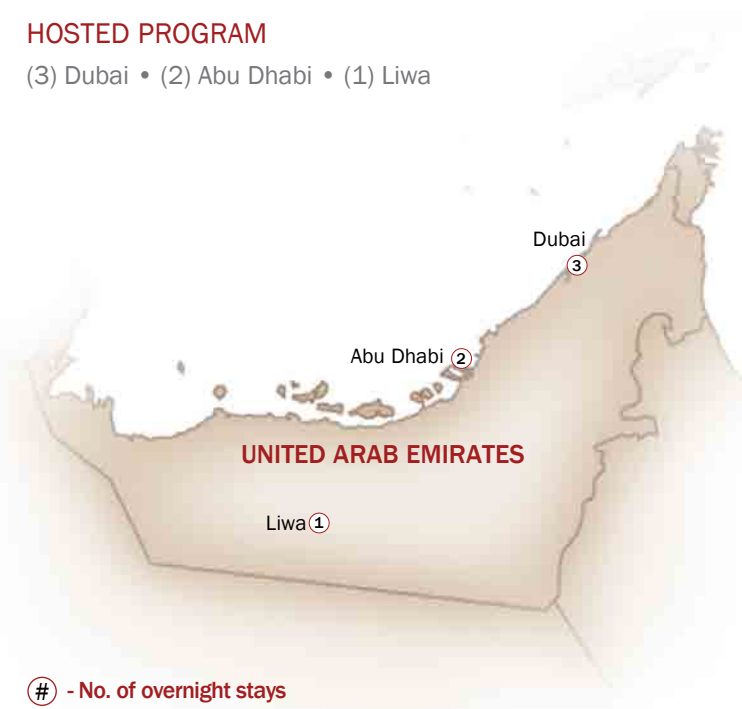 HOSTED PROGRAM
(3) Dubai • (2) Abu Dhabi • (1) Liwa
Dubai
3
Abu Dhabi 2
UNITED ARAB EMIRATES
Liwa 1
# - No. of overnight stays